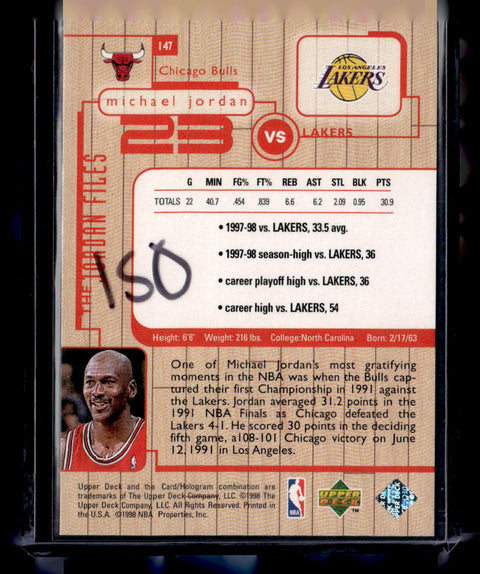 147
Chicago Bulls
LOS ANGELES
LAKERS
michael jordan
23
VS
LAKERS
THE JORDAN FILES
G MIN FG% FT% REB AST STL BLK PTS
TOTALS 22 40.7 .454 .839 6.6 6.2 2.09 0.95 30.9
• 1997-98 vs. LAKERS, 33.5 avg.
• 1997-98 season-high vs. LAKERS, 36
• career playoff high vs. LAKERS, 36
• career high vs. LAKERS, 54
150
Height: 6'6" Weight: 216 lbs. College:North Carolina Born: 2/17/63
One of Michael Jordan's most gratifying
moments in the NBA was when the Bulls cap-
tured their first Championship in 1991 against
the Lakers. Jordan averaged 31.2 points in the
1991 NBA Finals as Chicago defeated the
Lakers 4-1. He scored 30 points in the deciding
fifth game, a108-101 Chicago victory on June
12, 1991 in Los Angeles.
Upper Deck and the Card/Hologram combination are
trademarks of The Upper Deck Company, LLC. ©1998 The
Upper Deck Company, LLC. All Rights Reserved. Printed in
the U.S.A. ©1998 NBA Properties, Inc.
NBA
UPPER
DECK
UPPER DECK